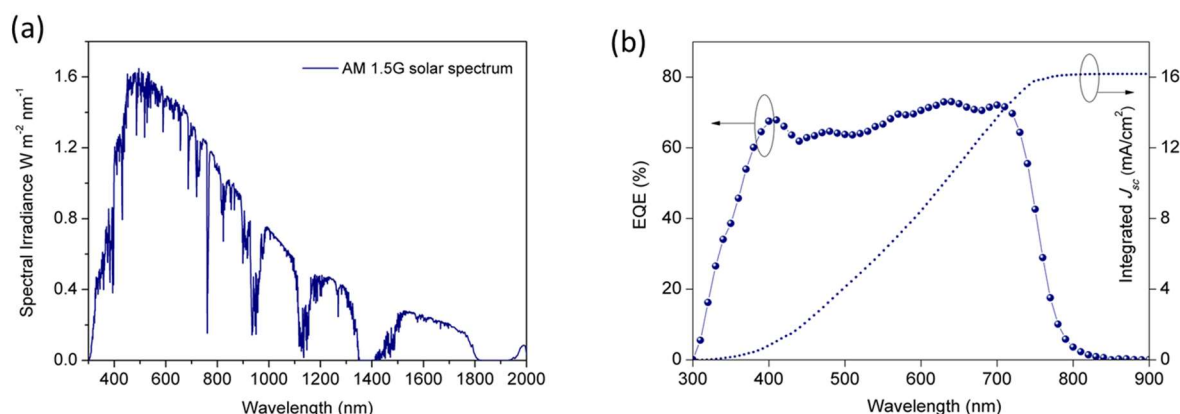 (a)
1.6
1.2
0.8
0.4
0.0
Spectral Irradiance W m-2 nm-1
AM 1.5G solar spectrum
400 600 800 1000 1200 1400 1600 1800 2000
Wavelength (nm)
(b)
80
60
40
20
0
EQE (%)
16
12
8
4
0
Integrated Jsc (mA/cm2)
300 400 500 600 700 800 900
Wavelength (nm)